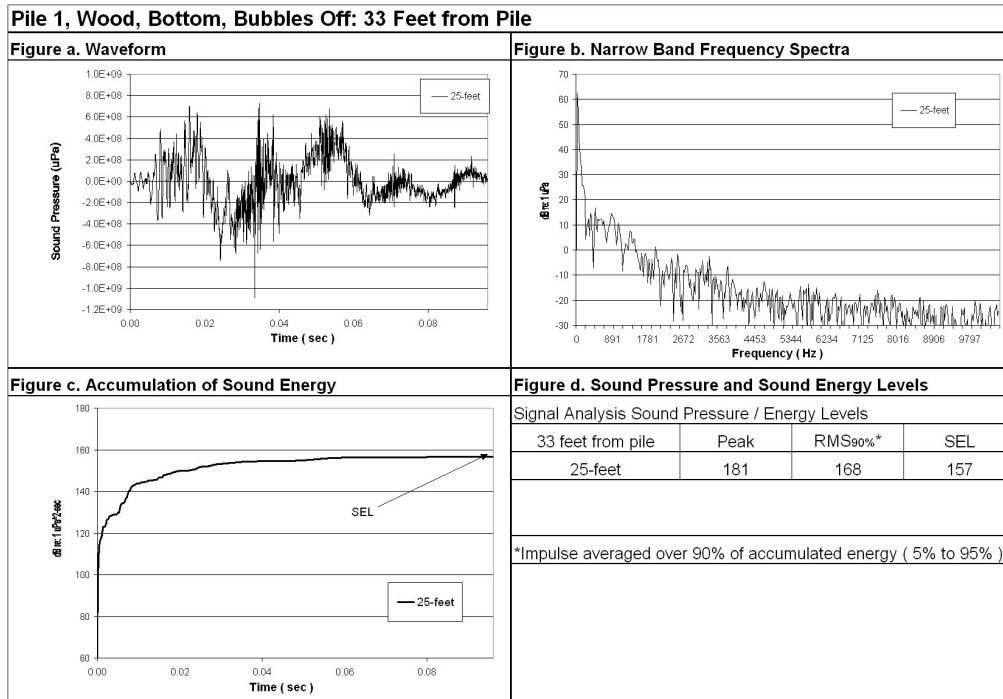 Pile 1, Wood, Bottom, Bubbles Off: 33 Feet from Pile
Figure a. Waveform
1.0E+09
8.0E+08
6.0E+08
4.0E+08
2.0E+08
0.0E+00
-2.0E+08
-4.0E+08
-6.0E+08
-8.0E+08
-1.0E+09
-1.2E+09
Sound Pressure (uPa)
25-feet
0.00 0.02 0.04 0.06 0.08
Time ( sec )
Figure b. Narrow Band Frequency Spectra
70
60
50
40
30
20
10
0
-10
-20
-30
dB re: 1 uPa
25-feet
0 891 1781 2672 3563 4453 5344 6234 7125 8016 8906 9797
Frequency ( Hz )
Figure c. Accumulation of Sound Energy
180
160
140
120
100
80
60
dB re: 1 uPa^2-sec
SEL
25-feet
0.00 0.02 0.04 0.06 0.08
Time ( sec )
Figure d. Sound Pressure and Sound Energy Levels
Signal Analysis Sound Pressure / Energy Levels
33 feet from pile Peak RMS90%* SEL
25-feet 181 168 157
*Impulse averaged over 90% of accumulated energy ( 5% to 95% )